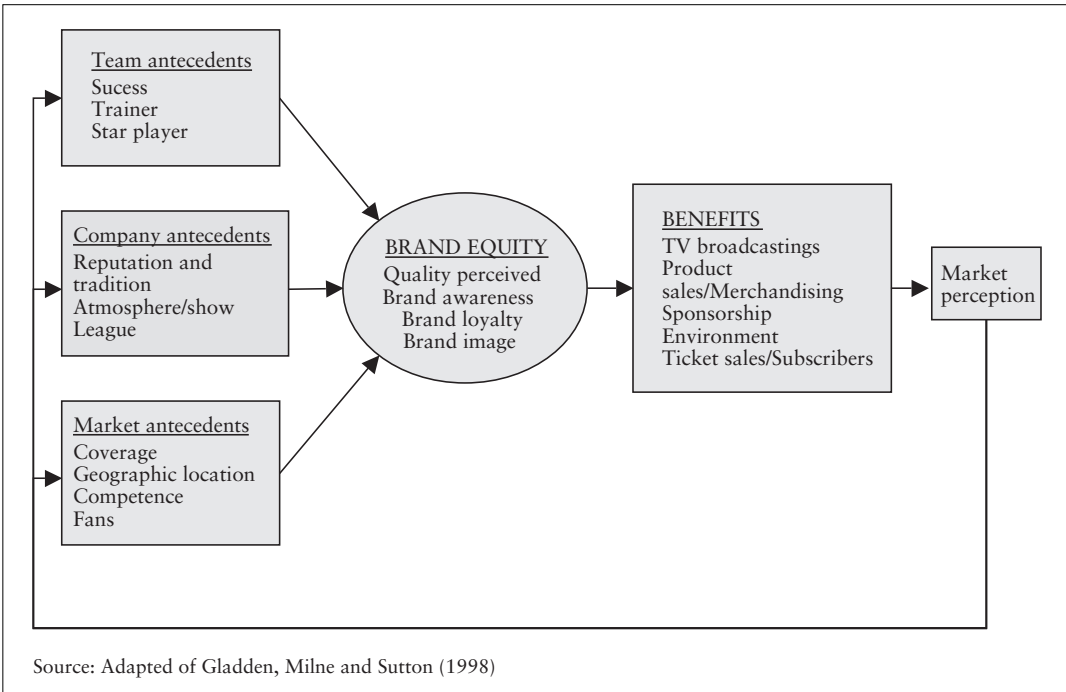 Team antecedents
Sucess
Trainer
Star player
Company antecedents
Reputation and
tradition
Atmosphere/show
League
Market antecedents
Coverage
Geographic location
Competence
Fans
BRAND EQUITY
Quality perceived
Brand awareness
Brand loyalty
Brand image
BENEFITS
TV broadcastings
Product
sales/Merchandising
Sponsorship
Environment
Ticket sales/Subscribers
Market
perception
Source: Adapted of Gladden, Milne and Sutton (1998)